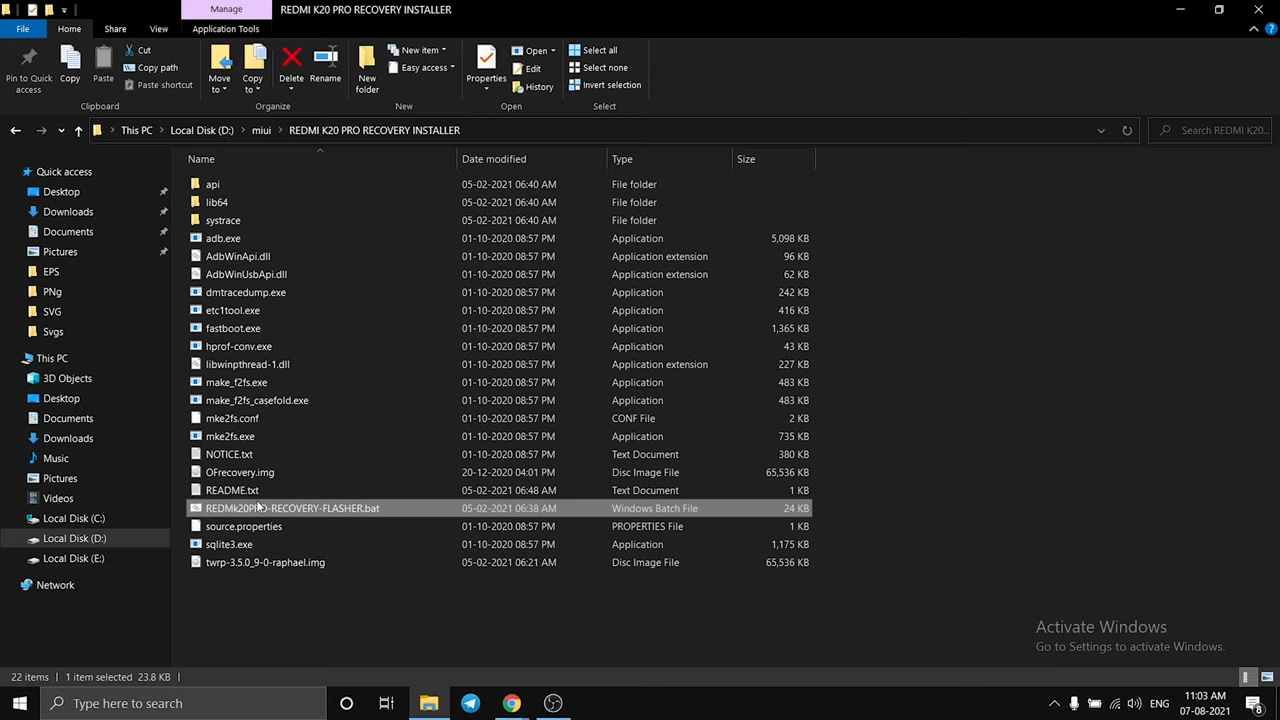 Manage
REDMI K20 PRO RECOVERY INSTALLER
File
Home
Share
View
Application Tools
Pin to Quick access
Copy
Paste
Cut
Copy path
Paste shortcut
Clipboard
Move to
Copy to
Delete
Rename
Organize
New folder
New item
Easy access
New
Properties
Open
Edit
History
Open
Select all
Select none
Invert selection
Select
This PC > Local Disk (D:) > miui > REDMI K20 PRO RECOVERY INSTALLER
Search REDMI K20...
Quick access
Desktop
Downloads
Documents
Pictures
EPS
PNg
SVG
Svgs
This PC
3D Objects
Desktop
Documents
Downloads
Music
Pictures
Videos
Local Disk (C:)
Local Disk (D:)
Local Disk (E:)
Network
Name Date modified Type Size
api 05-02-2021 06:40 AM File folder
lib64 05-02-2021 06:40 AM File folder
systrace 05-02-2021 06:40 AM File folder
adb.exe 01-10-2020 08:57 PM Application 5,098 KB
AdbWinApi.dll 01-10-2020 08:57 PM Application extension 96 KB
AdbWinUsbApi.dll 01-10-2020 08:57 PM Application extension 62 KB
dmtracedump.exe 01-10-2020 08:57 PM Application 242 KB
etc1tool.exe 01-10-2020 08:57 PM Application 416 KB
fastboot.exe 01-10-2020 08:57 PM Application 1,365 KB
hprof-conv.exe 01-10-2020 08:57 PM Application 43 KB
libwinpthread-1.dll 01-10-2020 08:57 PM Application extension 227 KB
make_f2fs.exe 01-10-2020 08:57 PM Application 483 KB
make_f2fs_casefold.exe 01-10-2020 08:57 PM Application 483 KB
mke2fs.conf 01-10-2020 08:57 PM CONF File 2 KB
mke2fs.exe 01-10-2020 08:57 PM Application 735 KB
NOTICE.txt 01-10-2020 08:57 PM Text Document 380 KB
OFrecovery.img 20-12-2020 04:01 PM Disc Image File 65,536 KB
README.txt 05-02-2021 06:48 AM Text Document 1 KB
REDMk20PRO-RECOVERY-FLASHER.bat 05-02-2021 06:38 AM Windows Batch File 24 KB
source.properties 01-10-2020 08:57 PM PROPERTIES File 1 KB
sqlite3.exe 01-10-2020 08:57 PM Application 1,175 KB
twrp-3.5.0_9-0-raphael.img 05-02-2021 06:21 AM Disc Image File 65,536 KB
Activate Windows
Go to Settings to activate Windows.
22 items 1 item selected 23.8 KB
Type here to search
ENG
11:03 AM
07-08-2021
8